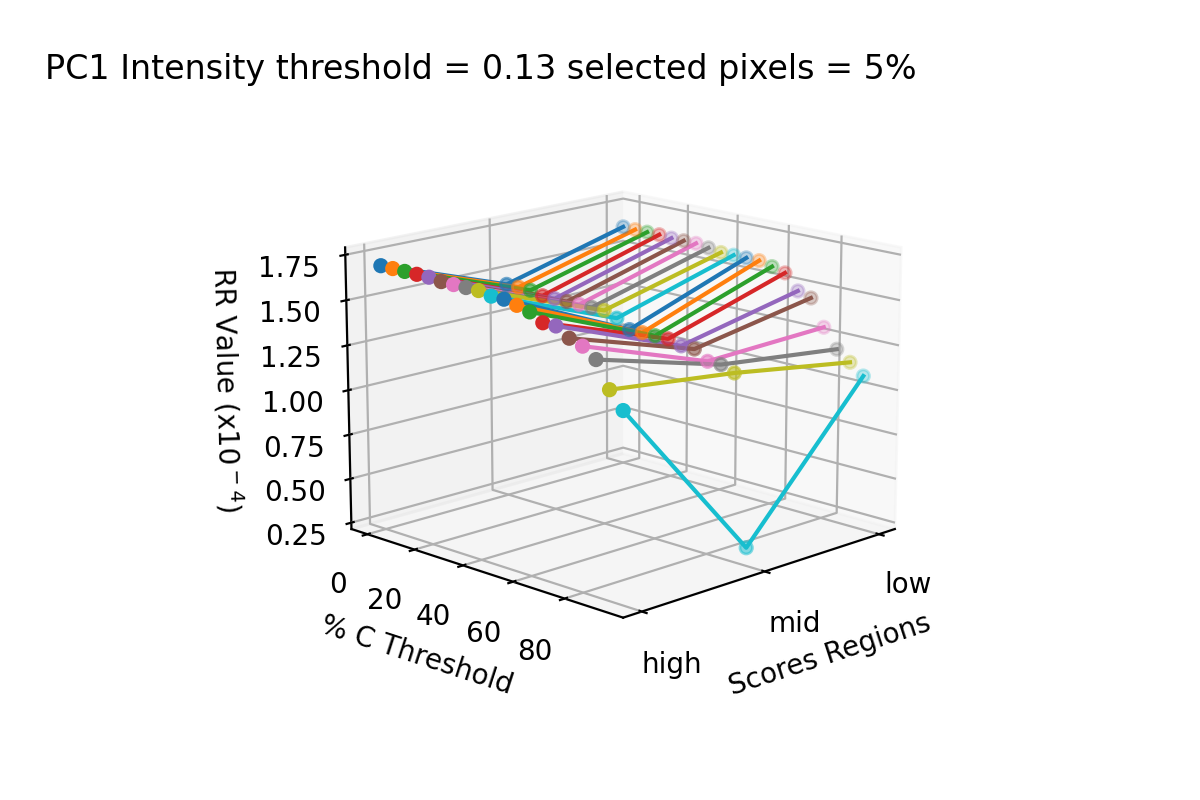 PC1 Intensity threshold = 0.13 selected pixels = 5%
RR Value (x10⁻⁴)
1.75
1.50
1.25
1.00
0.75
0.50
0.25
0
20
40
60
80
% C Threshold
high
mid
low
Scores Regions